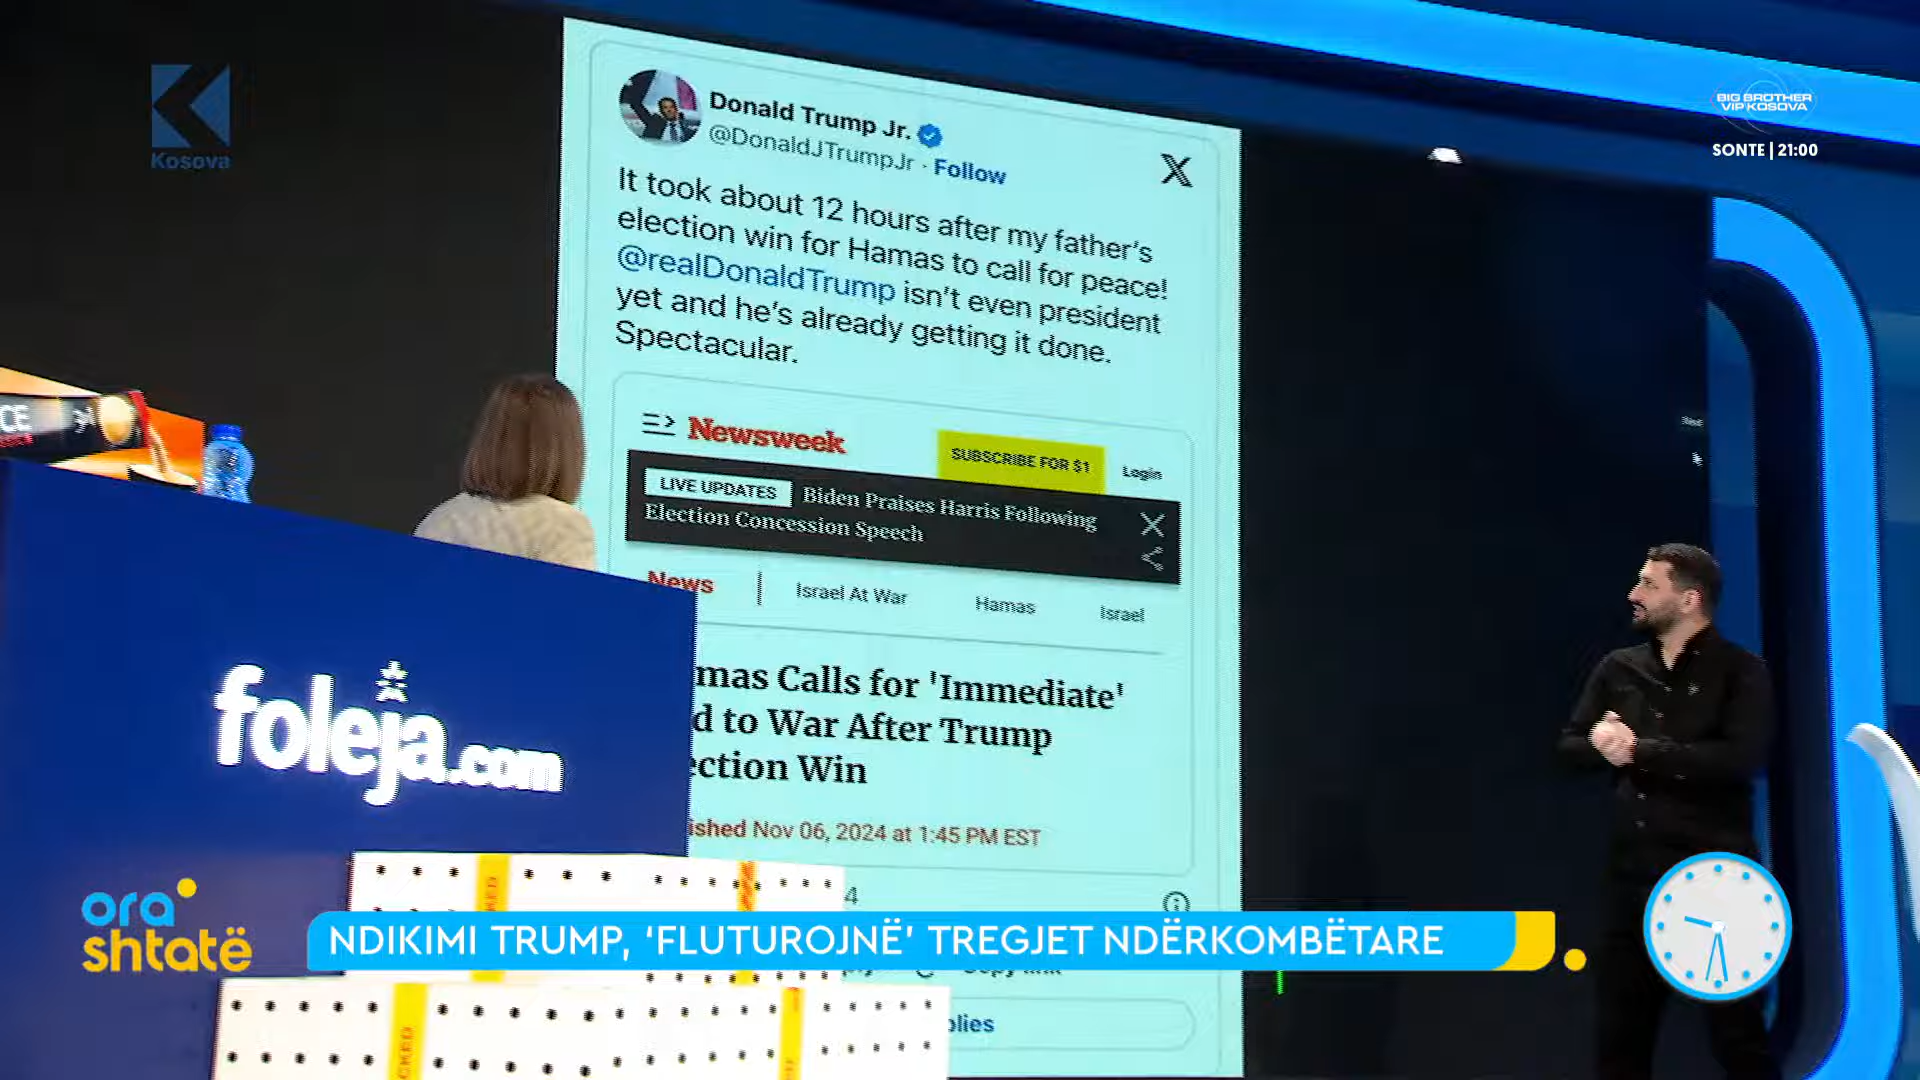 Kosova
BIG BROTHER
VIP KOSOVA
SONTE | 21:00
Donald Trump Jr.
@DonaldJTrumpJr · Follow
X
It took about 12 hours after my father's
election win for Hamas to call for peace!
@realDonaldTrump isn't even president
yet and he's already getting it done.
Spectacular.
Newsweek
SUBSCRIBE FOR $1
Login
LIVE UPDATES Biden Praises Harris Following
Election Concession Speech
News | Israel At War Hamas Israel
mas Calls for 'Immediate'
d to War After Trump
ection Win
ished Nov 06, 2024 at 1:45 PM EST
4
CE
foleja.com
ora
shtatë
NDIKIMI TRUMP, ‘FLUTUROJNË’ TREGJET NDËRKOMBËTARE
plies